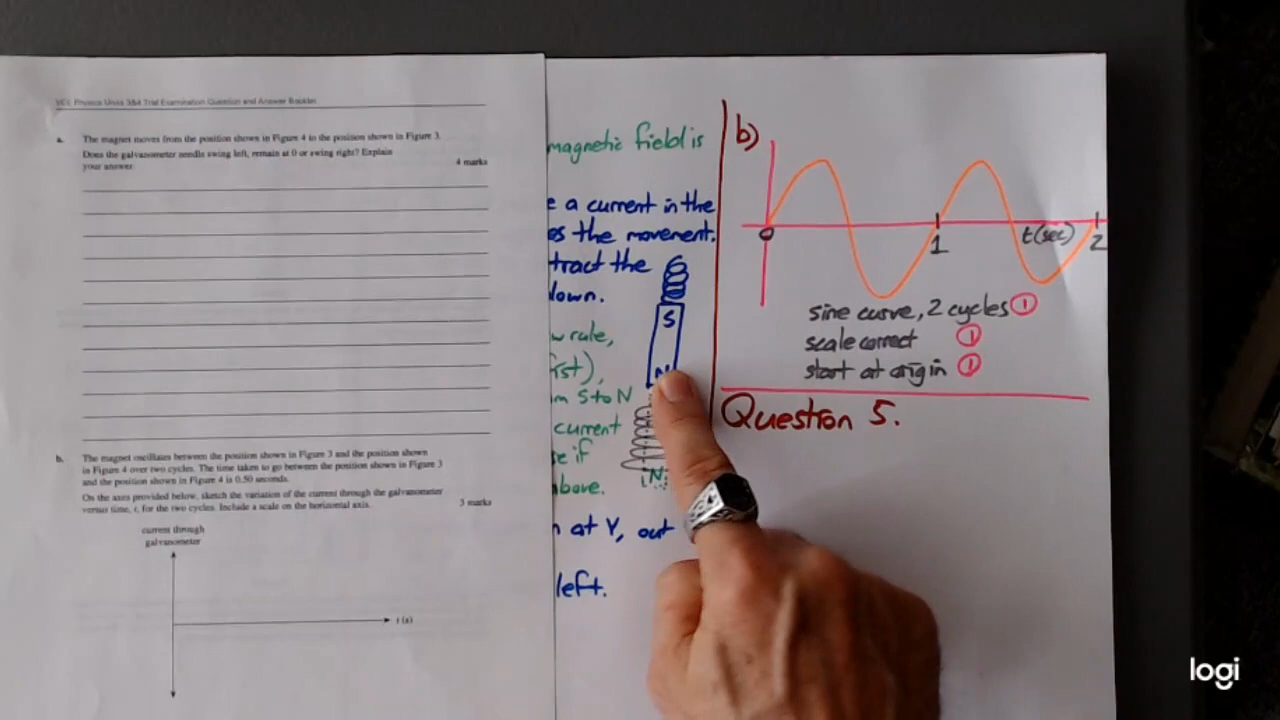 VCE Physics Units 3&4 Trial Examination Question and Answer Booklet
a. The magnet moves from the position shown in Figure 4 to the position shown in Figure 3.
Does the galvanometer needle swing left, remain at 0 or swing right? Explain
your answer. 4 marks
b. The magnet oscillates between the position shown in Figure 3 and the position shown
in Figure 4 over two cycles. The time taken to go between the position shown in Figure 3
and the position shown in Figure 4 is 0.50 seconds.
On the axes provided below, sketch the variation of the current through the galvanometer
versus time, t, for the two cycles. Include a scale on the horizontal axis. 3 marks
current through
galvanometer
t (s)
magnetic field is
e a current in the
es the movement.
tract the
down.
S
w rule,
N
m S to N
current
se if
N
above.
n at Y, out
left.
b)
0
1
t(sec)
2
sine curve, 2 cycles 1
scale correct 1
start at origin 1
Question 5.
logi